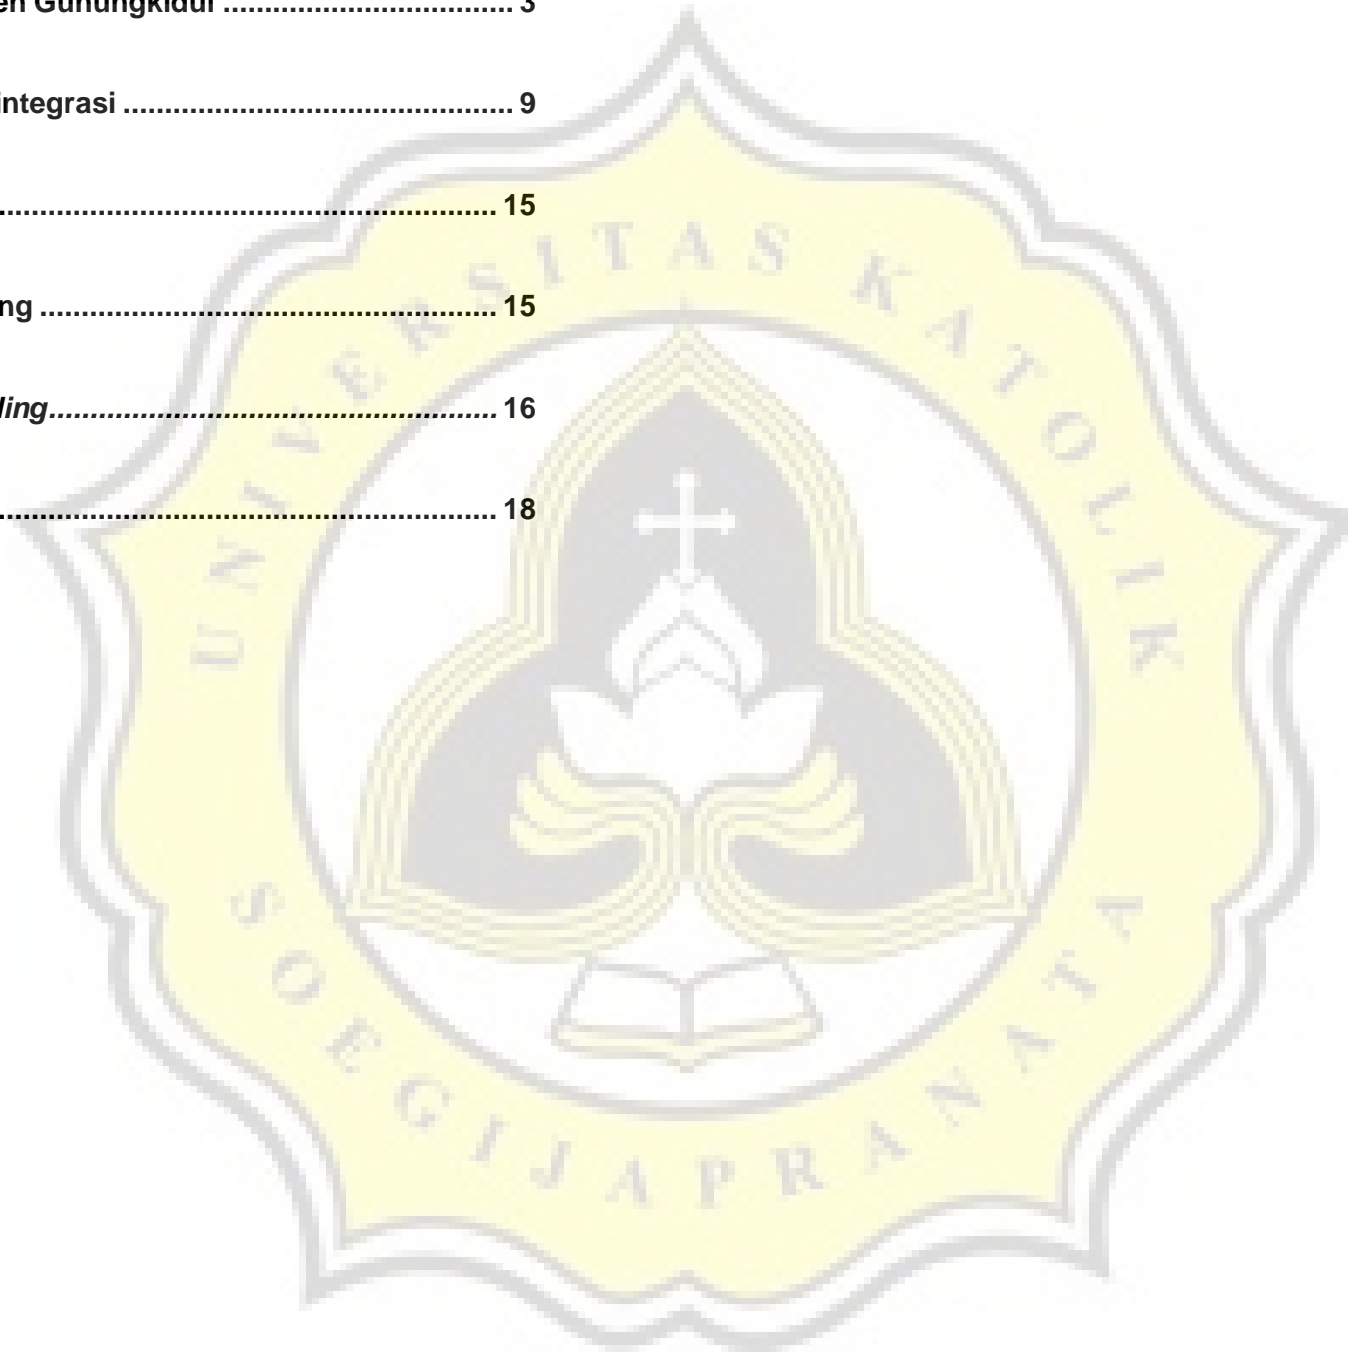 en Gunungkidul ................................... 3
integrasi ............................................... 9
............................................................ 15
ng ....................................................... 15
ling...................................................... 16
............................................................ 18
UNIVERSITAS KATOLIK
SOEGIJAPRANATA